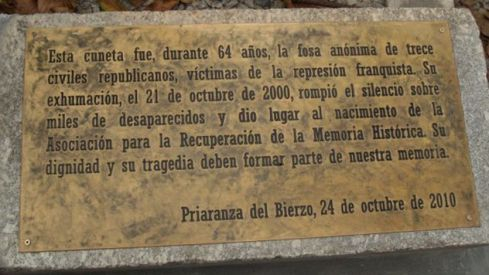 Esta cuneta fue, durante 64 años, la fosa anónima de trece
civiles republicanos, víctimas de la represión franquista. Su
exhumación, el 21 de octubre de 2000, rompió el silencio sobre
miles de desaparecidos y dio lugar al nacimiento de la
Asociación para la Recuperación de la Memoria Histórica. Su
dignidad y su tragedia deben formar parte de nuestra memoria.
Priaranza del Bierzo, 24 de octubre de 2010